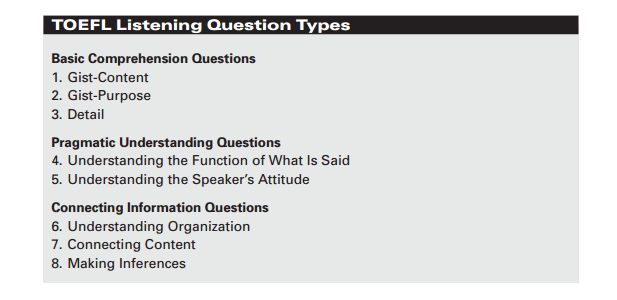 TOEFL Listening Question Types
Basic Comprehension Questions
1. Gist-Content
2. Gist-Purpose
3. Detail
Pragmatic Understanding Questions
4. Understanding the Function of What Is Said
5. Understanding the Speaker's Attitude
Connecting Information Questions
6. Understanding Organization
7. Connecting Content
8. Making Inferences